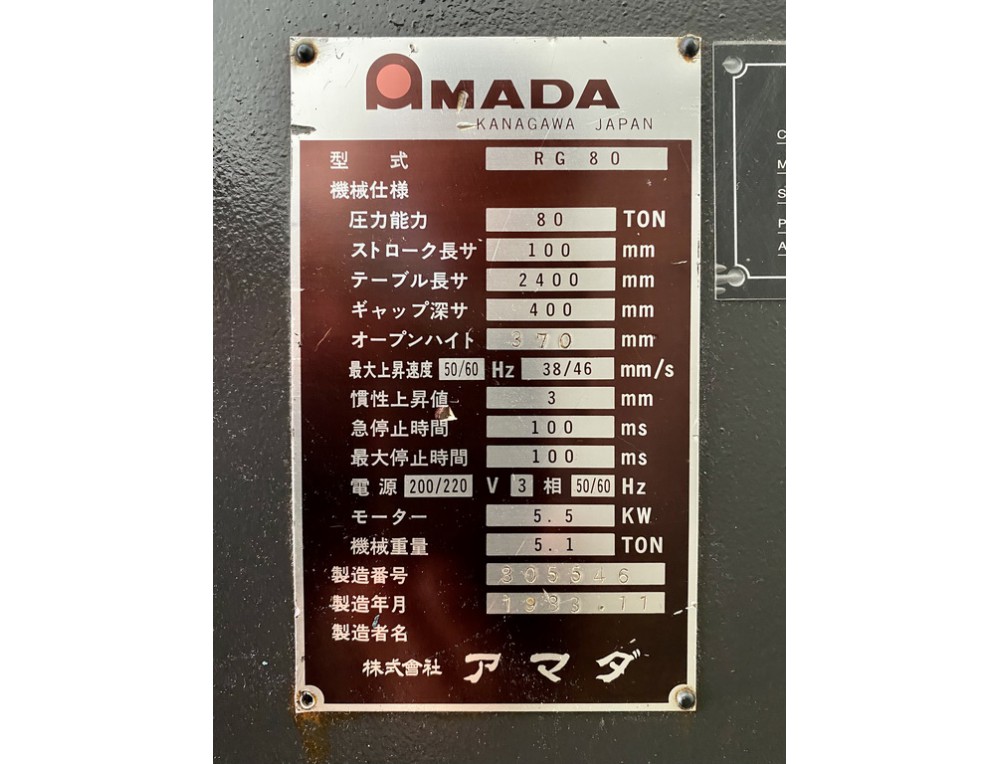 AMADA
KANAGAWA JAPAN
型 式 RG 80
機械仕様
圧力能力 80 TON
ストローク長サ 100 mm
テーブル長サ 2400 mm
ギャップ深サ 400 mm
オープンハイト 370 mm
最大上昇速度 50/60 Hz 38/46 mm/s
慣性上昇値 3 mm
急停止時間 100 ms
最大停止時間 100 ms
電源 200/220 V 3 相 50/60 Hz
モーター 5.5 KW
機械重量 5.1 TON
製造番号 805546
製造年月
製造者名
株式會社 アマダ
C
M
S
P
A